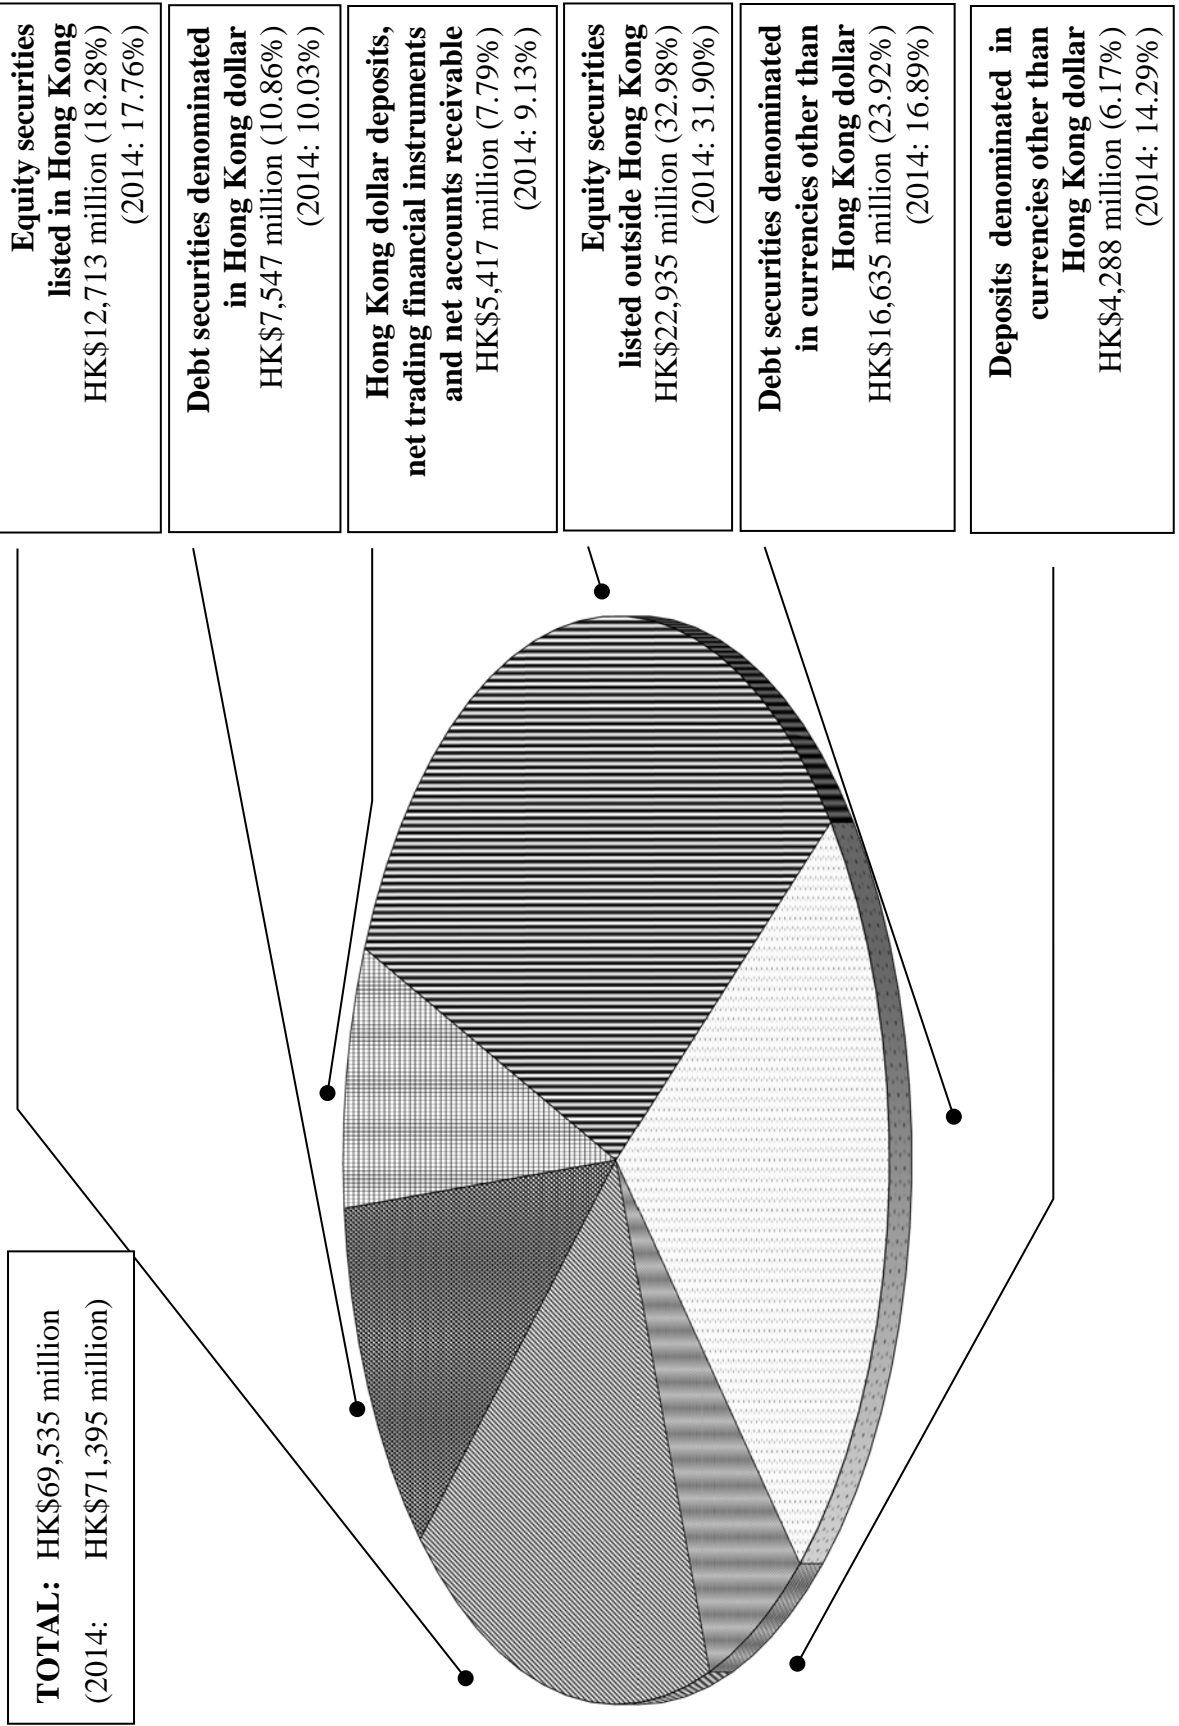 Equity securities
listed in Hong Kong
HK$12,713 million (18.28%)
(2014: 17.76%)
Debt securities denominated
in Hong Kong dollar
HK$7,547 million (10.86%)
(2014: 10.03%)
Hong Kong dollar deposits,
net trading financial instruments
and net accounts receivable
HK$5,417 million (7.79%)
(2014: 9.13%)
Equity securities
listed outside Hong Kong
HK$22,935 million (32.98%)
(2014: 31.90%)
Debt securities denominated
in currencies other than
Hong Kong dollar
HK$16,635 million (23.92%)
(2014: 16.89%)
Deposits denominated in
currencies other than
Hong Kong dollar
HK$4,288 million (6.17%)
(2014: 14.29%)
TOTAL: HK$69,535 million
(2014: HK$71,395 million)